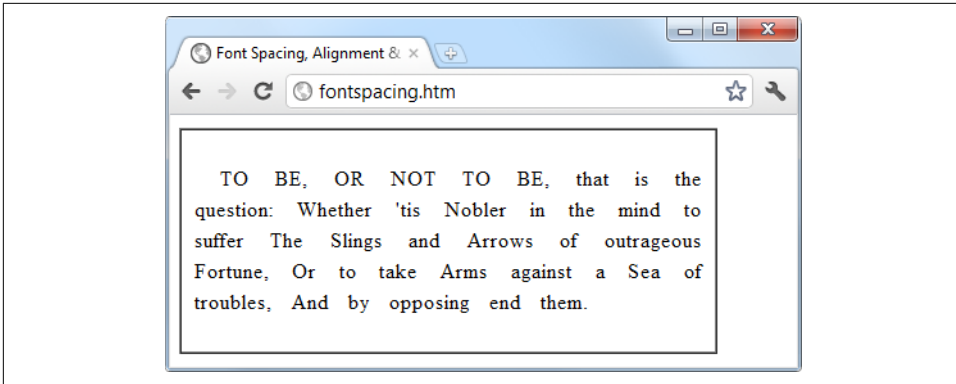 Font Spacing, Alignment &
fontspacing.htm
TO BE, OR NOT TO BE, that is the
question: Whether 'tis Nobler in the mind to
suffer The Slings and Arrows of outrageous
Fortune, Or to take Arms against a Sea of
troubles, And by opposing end them.